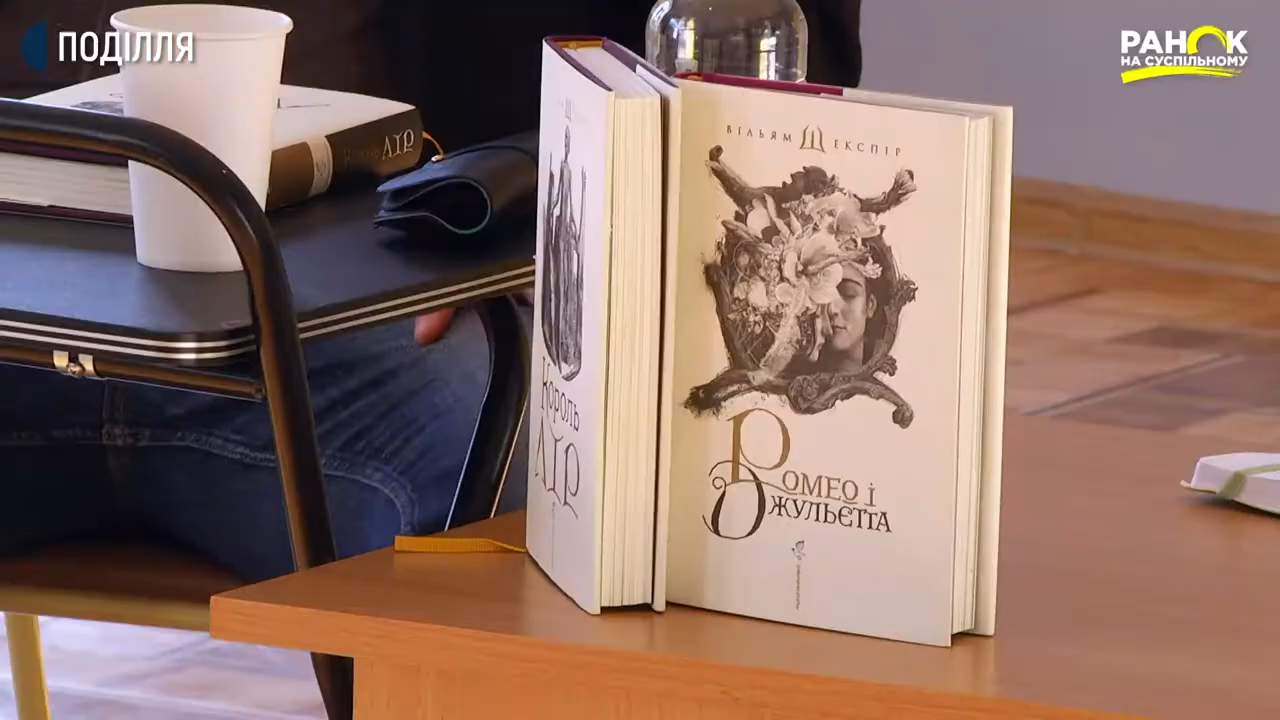 ПОДІЛЛЯ
РАНОК
НА СУСПІЛЬНОМУ
ЛІР
ВІЛЬЯМ ШЕКСПІР
Король
ЛІР
РОМЕО І
ДЖУЛЬЄТТА